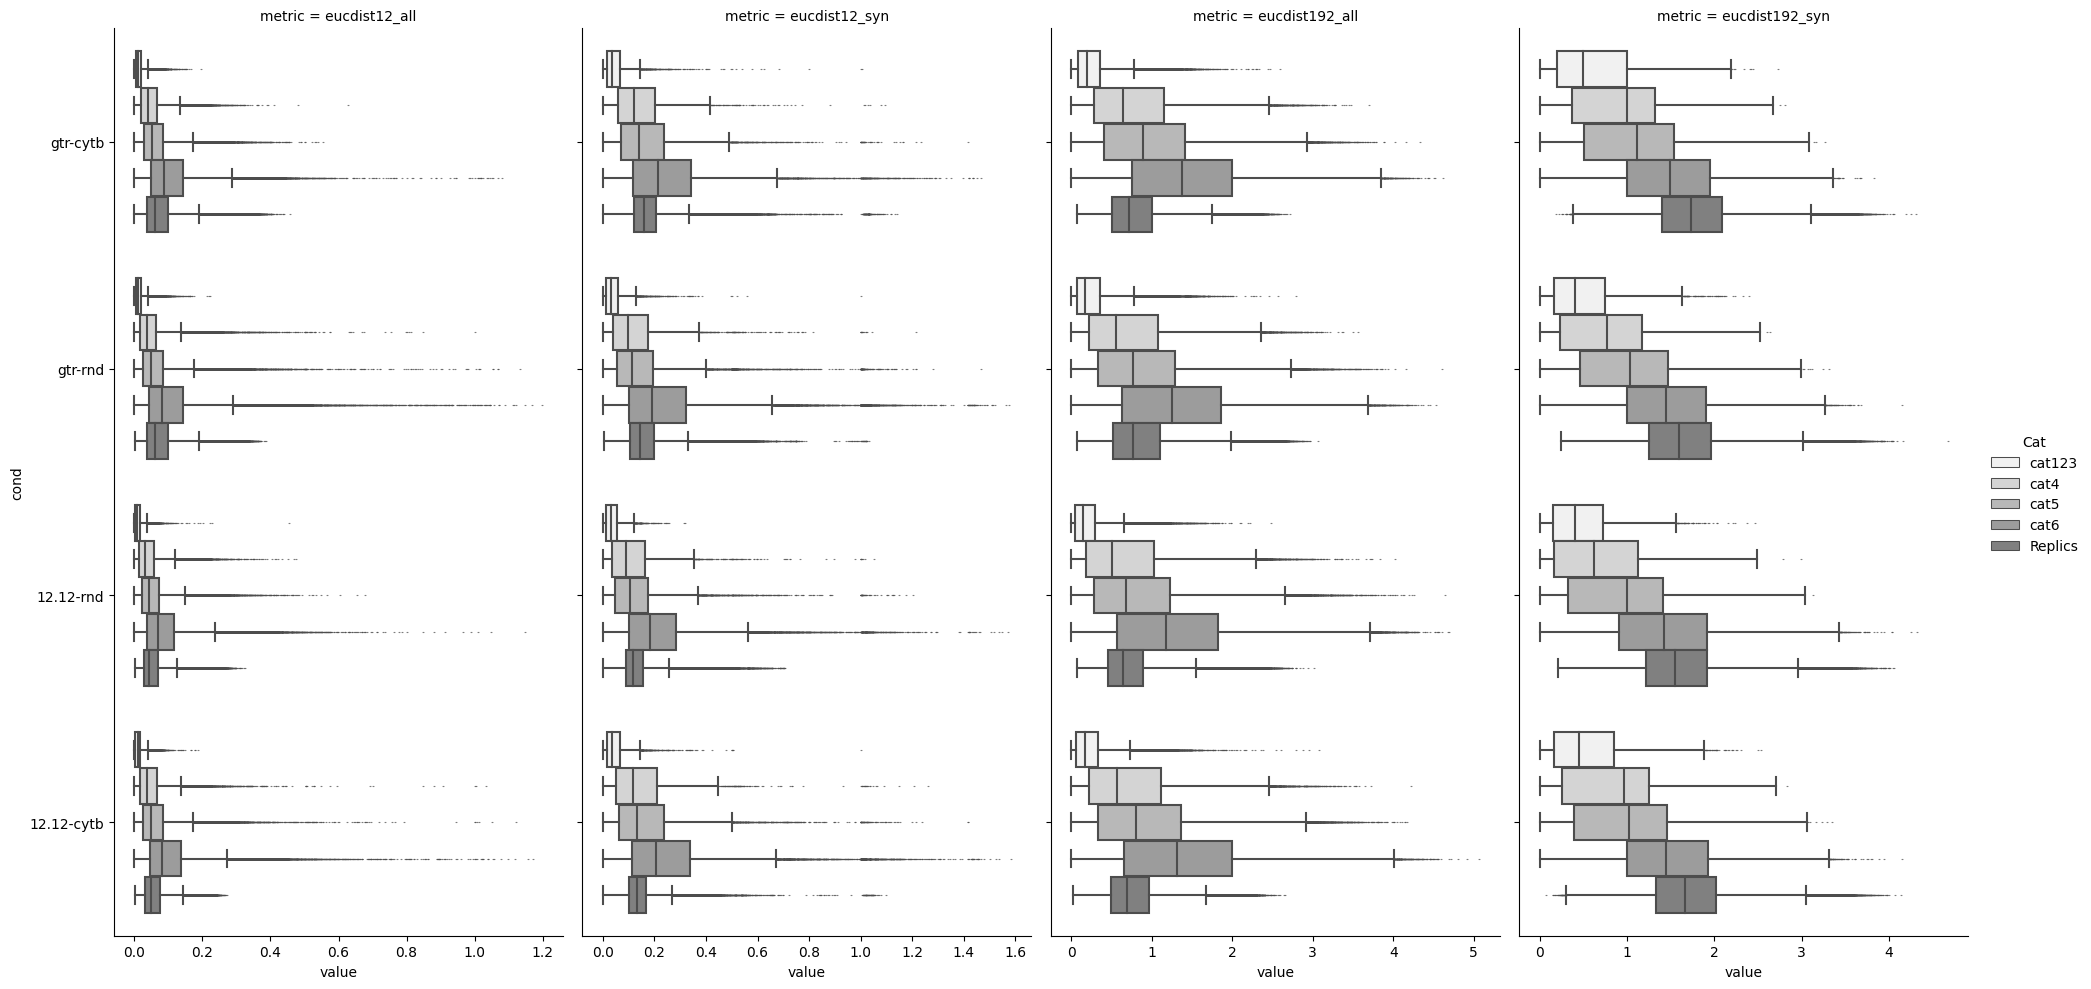 metric = eucdist12_all
metric = eucdist12_syn
metric = eucdist192_all
metric = eucdist192_syn
cond
gtr-cytb
gtr-rnd
12.12-rnd
12.12-cytb
0.0 0.2 0.4 0.6 0.8 1.0 1.2
0.0 0.2 0.4 0.6 0.8 1.0 1.2 1.4 1.6
0 1 2 3 4 5
0 1 2 3 4
value
value
value
value
Cat
cat123
cat4
cat5
cat6
Replics